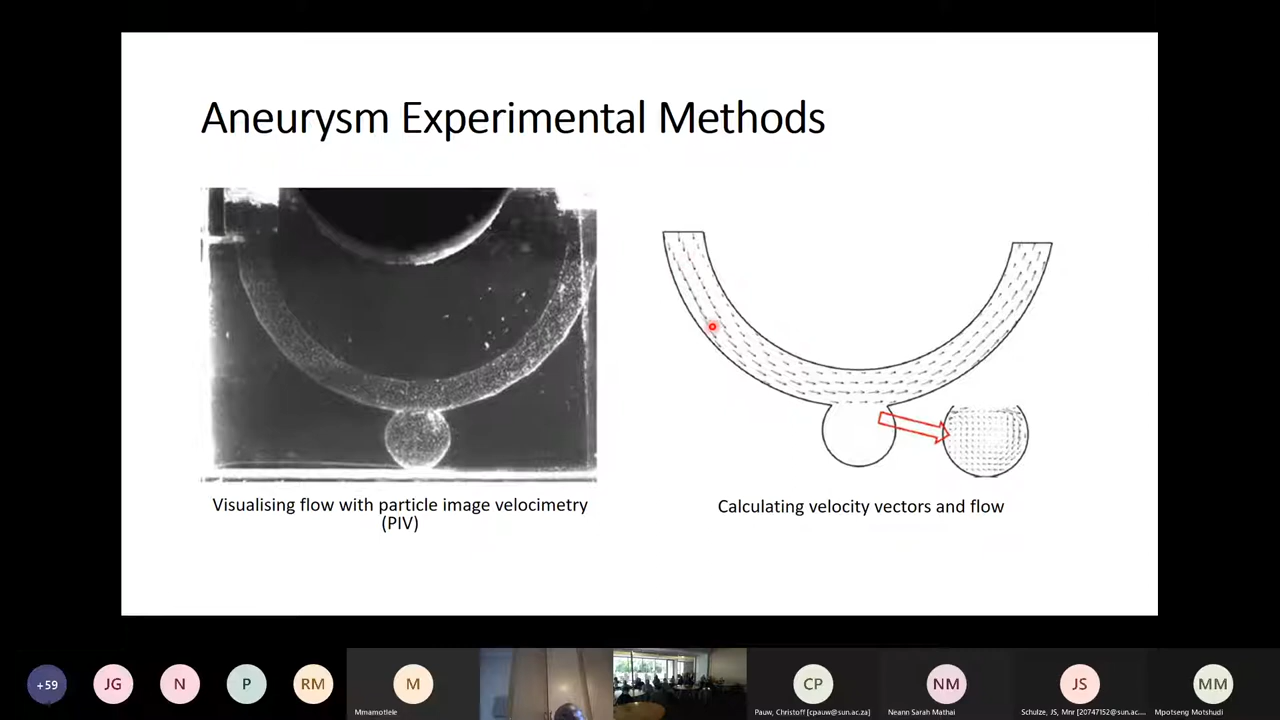 Aneurysm Experimental Methods
Visualising flow with particle image velocimetry
(PIV)
Calculating velocity vectors and flow
+59
JG
N
P
RM
M
CP
NM
JS
MM
Mmamotlele
Pauw, Christoff [cpauw@sun.ac.za]
Neann Sarah Mathai
Schulze, JS, Mnr [20747152@sun.ac....
Mpotseng Motshudi